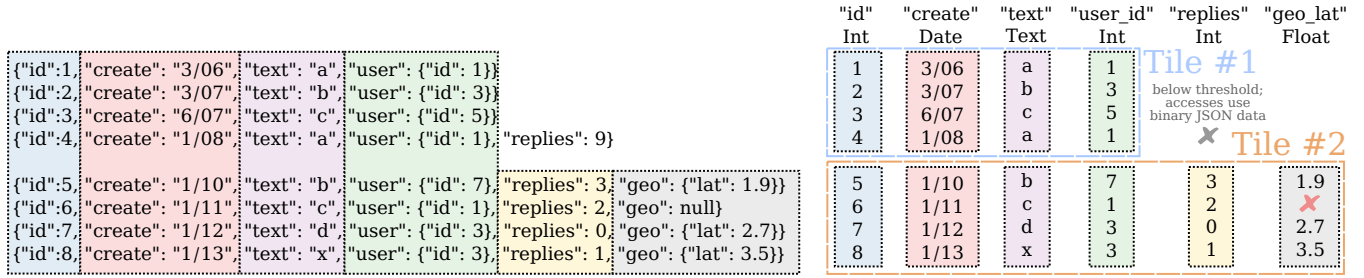 {"id":1, "create": "3/06", "text": "a", "user": {"id": 1}}
{"id":2, "create": "3/07", "text": "b", "user": {"id": 3}}
{"id":3, "create": "6/07", "text": "c", "user": {"id": 5}}
{"id":4, "create": "1/08", "text": "a", "user": {"id": 1}, "replies": 9}
{"id":5, "create": "1/10", "text": "b", "user": {"id": 7}, "replies": 3, "geo": {"lat": 1.9}}
{"id":6, "create": "1/11", "text": "c", "user": {"id": 1}, "replies": 2, "geo": null}
{"id":7, "create": "1/12", "text": "d", "user": {"id": 3}, "replies": 0, "geo": {"lat": 2.7}}
{"id":8, "create": "1/13", "text": "x", "user": {"id": 3}, "replies": 1, "geo": {"lat": 3.5}}
"id" "create" "text" "user_id" "replies" "geo_lat"
Int Date Text Int Int Float
Tile #1
1 3/06 a 1
2 3/07 b 3
3 6/07 c 5
4 1/08 a 1
below threshold;
accesses use
binary JSON data
✘
Tile #2
5 1/10 b 7 3 1.9
6 1/11 c 1 2 ✘
7 1/12 d 3 0 2.7
8 1/13 x 3 1 3.5